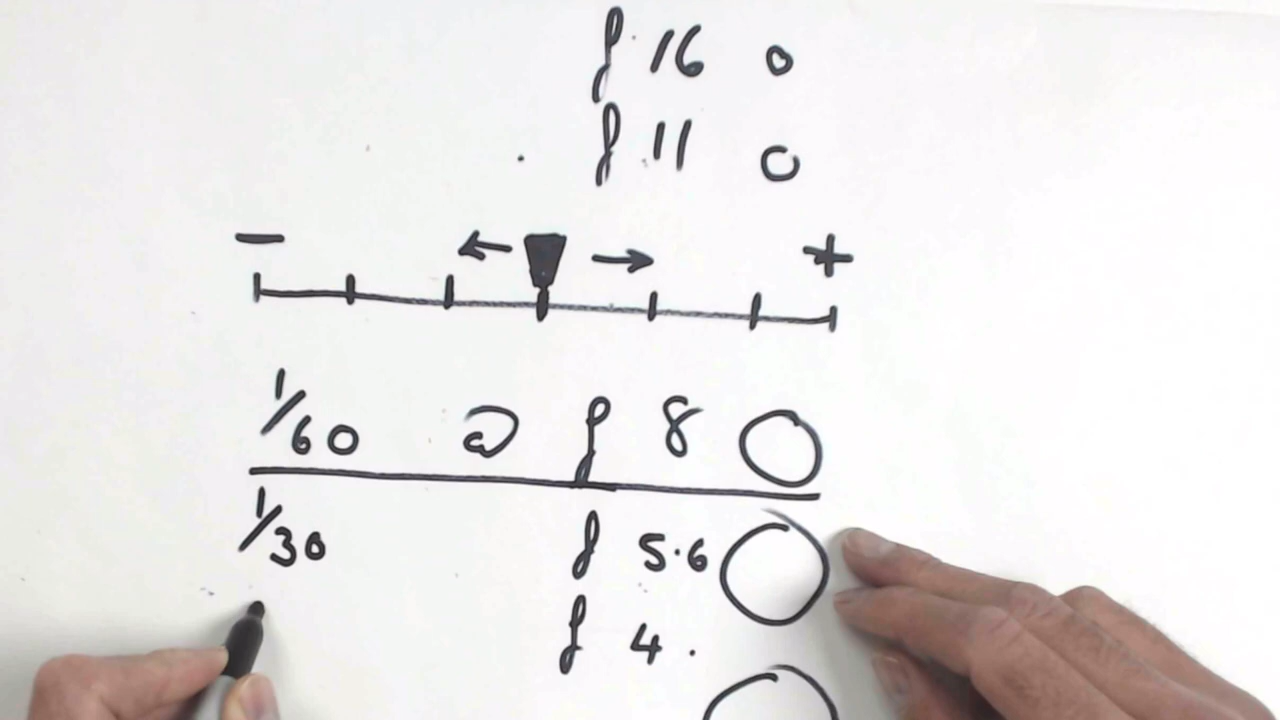 f 16
f 11
− ← → +
1/60 @ f 8
1/30 f 5.6
f 4